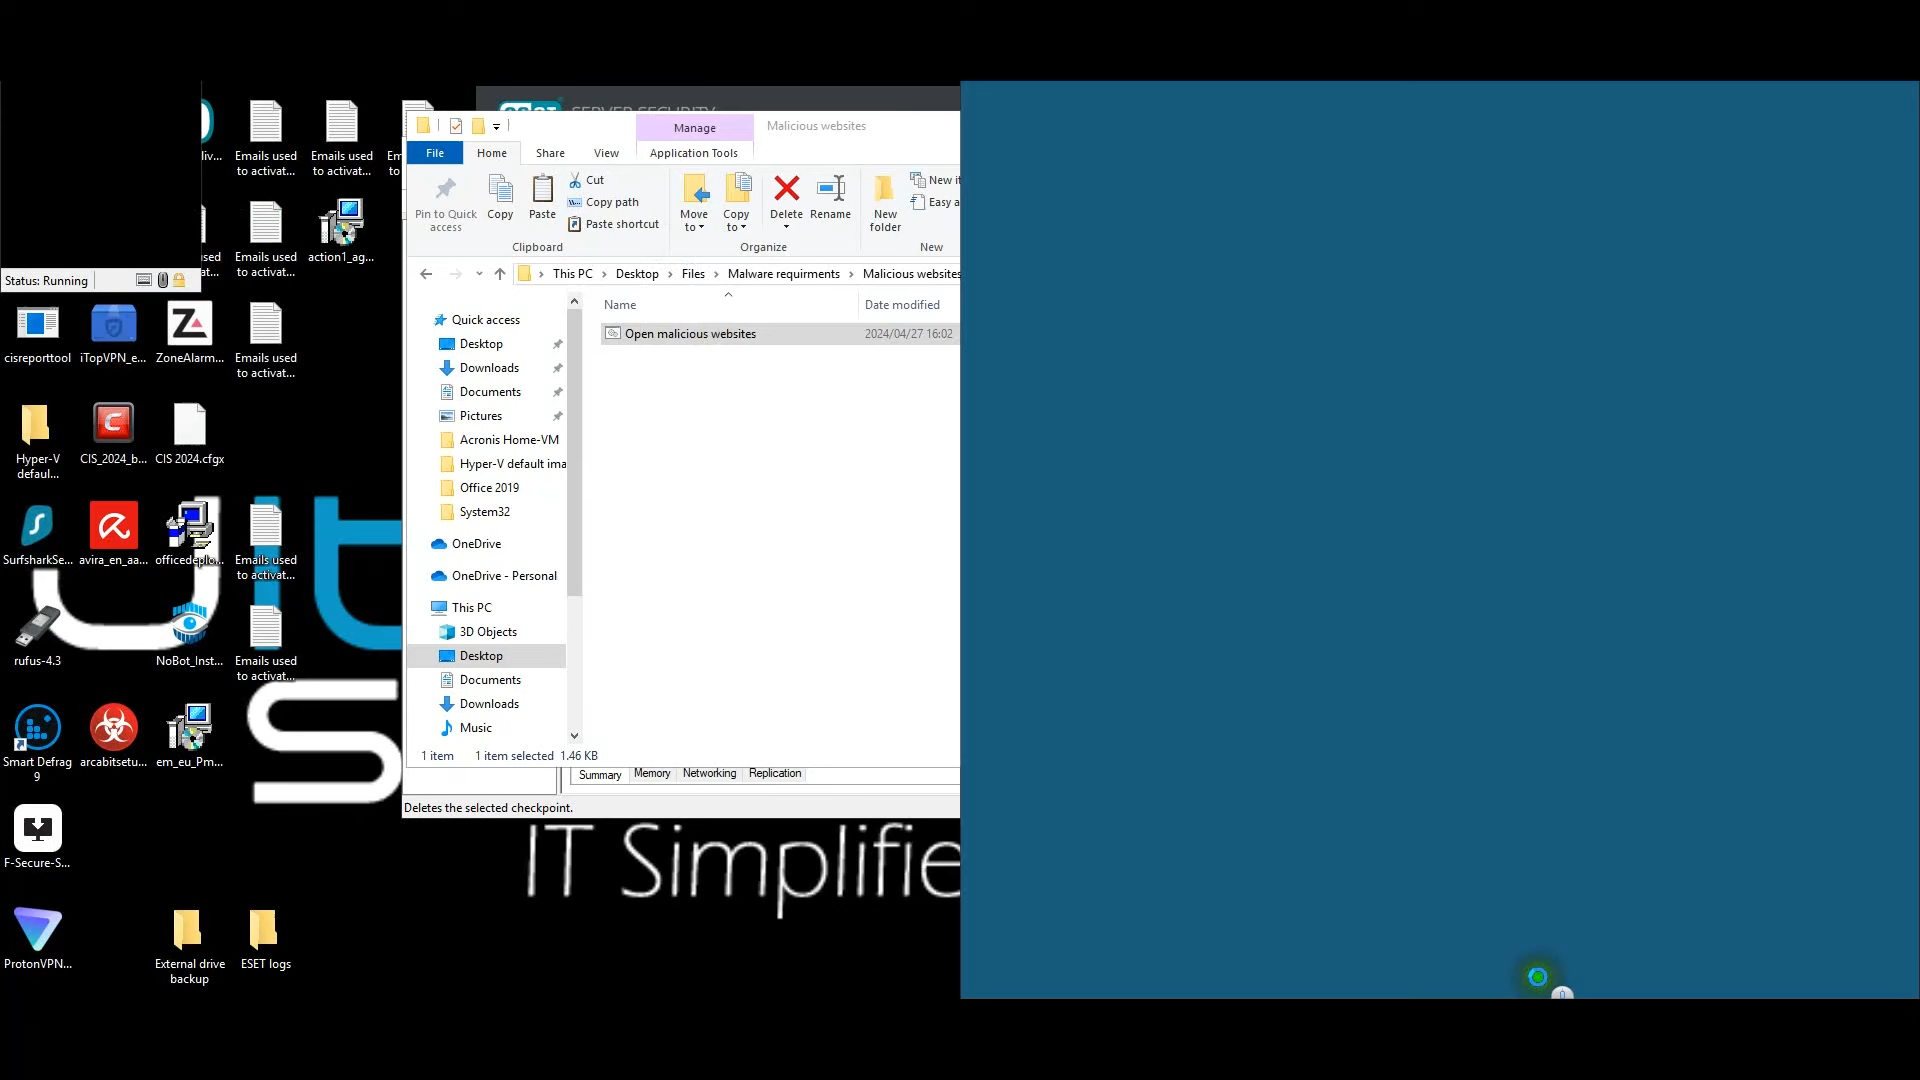 SERVER SECURITY
Manage
Malicious websites
File
Home
Share
View
Application Tools
Pin to Quick
access
Copy
Paste
Cut
Copy path
Paste shortcut
Move
to
Copy
to
Delete
Rename
New
folder
New it
Easy a
Clipboard
Organize
New
This PC > Desktop > Files > Malware requirments > Malicious websites
Name
Date modified
Open malicious websites
2024/04/27 16:02
Quick access
Desktop
Downloads
Documents
Pictures
Acronis Home-VM
Hyper-V default ima
Office 2019
System32
OneDrive
OneDrive - Personal
This PC
3D Objects
Desktop
Documents
Downloads
Music
1 item
1 item selected
1.46 KB
Summary
Memory
Networking
Replication
Deletes the selected checkpoint.
Status: Running
Emails used
to activat...
Emails used
to activat...
Emails used
to activat...
action1_ag...
cisreporttool
iTopVPN_e...
ZoneAlarm...
Emails used
to activat...
Hyper-V
defaul...
CIS_2024_b...
CIS 2024.cfgx
SurfsharkSe...
avira_en_aa...
officedeplo...
Emails used
to activat...
rufus-4.3
NoBot_Inst...
Emails used
to activat...
Smart Defrag
9
arcabitsetu...
em_eu_Pm...
F-Secure-S...
ProtonVPN...
External drive
backup
ESET logs
IT Simplifie